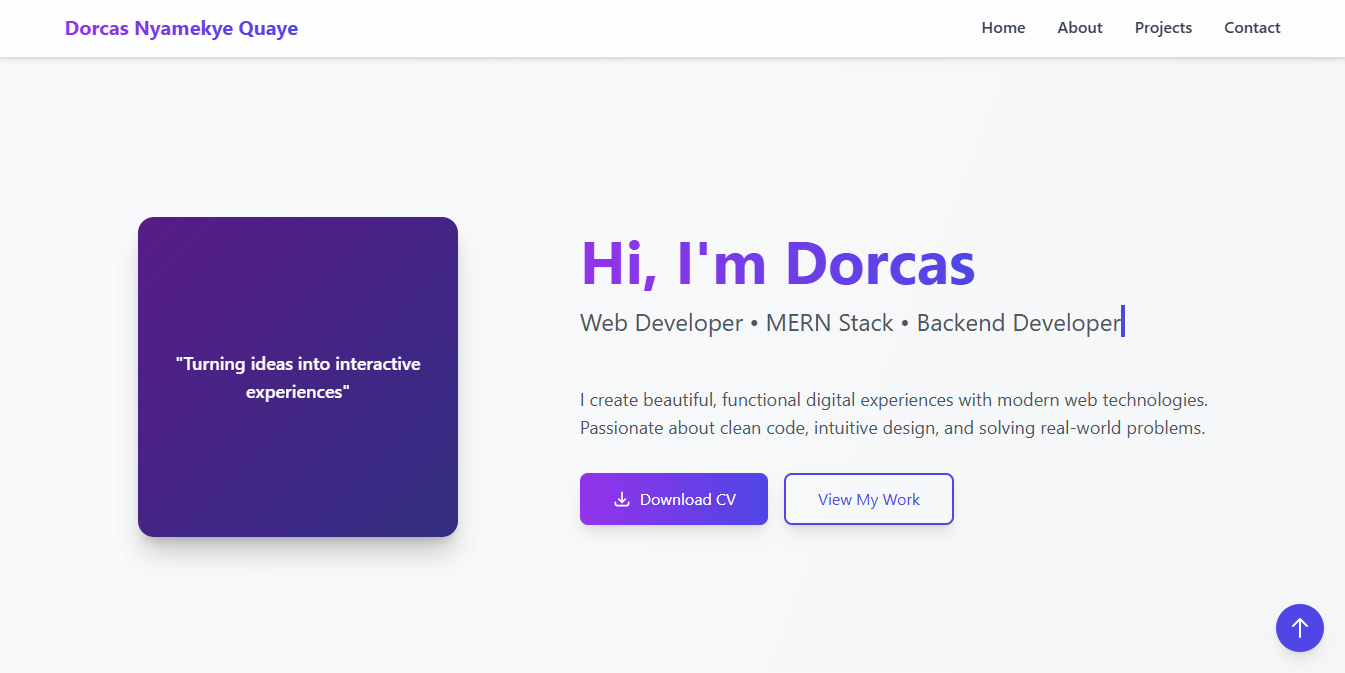 Dorcas Nyamekye Quaye
Home
About
Projects
Contact
"Turning ideas into interactive
experiences"
Hi, I'm Dorcas
Web Developer • MERN Stack • Backend Developer
I create beautiful, functional digital experiences with modern web technologies.
Passionate about clean code, intuitive design, and solving real-world problems.
Download CV
View My Work